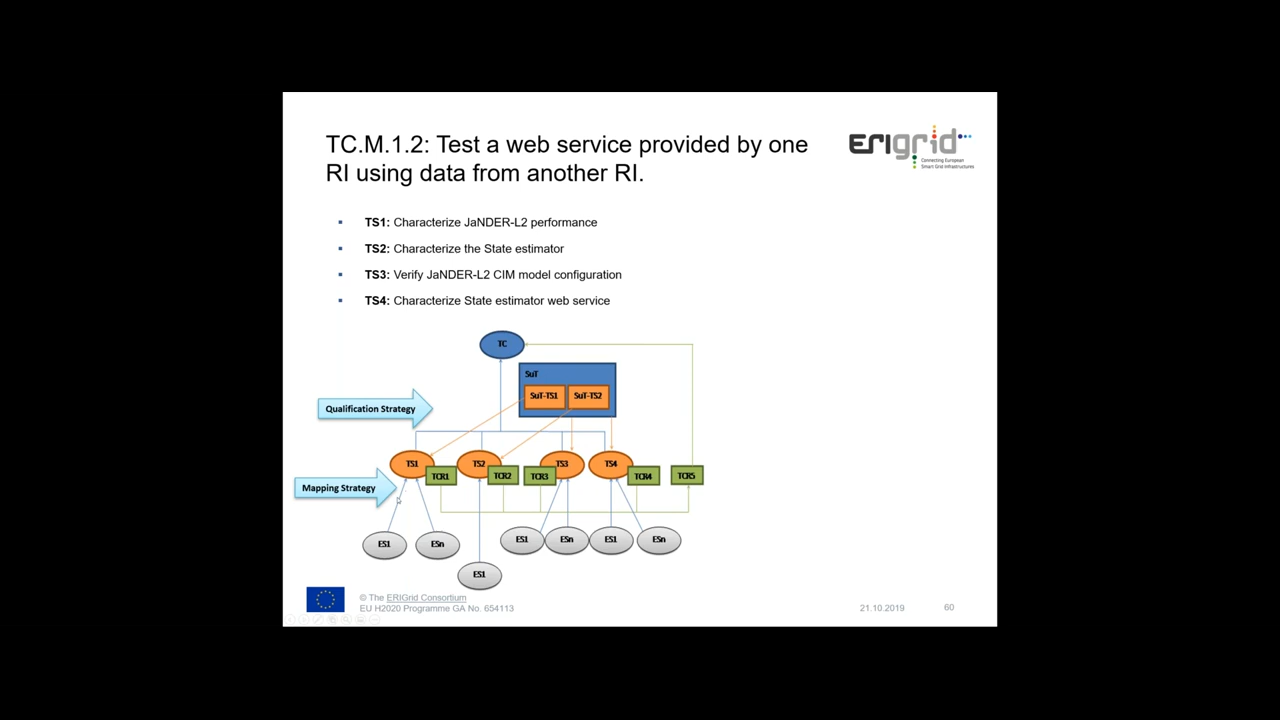 TC.M.1.2: Test a web service provided by one
RI using data from another RI.
ERIgrid
Connecting European
Smart Grid Infrastructures
▪ TS1: Characterize JaNDER-L2 performance
▪ TS2: Characterize the State estimator
▪ TS3: Verify JaNDER-L2 CIM model configuration
▪ TS4: Characterize State estimator web service
TC
SuT
SuT-TS1
SuT-TS2
Qualification Strategy
TS1
TCR1
TS2
TCR2
TCR3
TS3
TS4
TCR4
TCR5
Mapping Strategy
ES1
ESn
ES1
ES1
ESn
ES1
ESn
© The ERIGrid Consortium
EU H2020 Programme GA No. 654113
21.10.2019
60